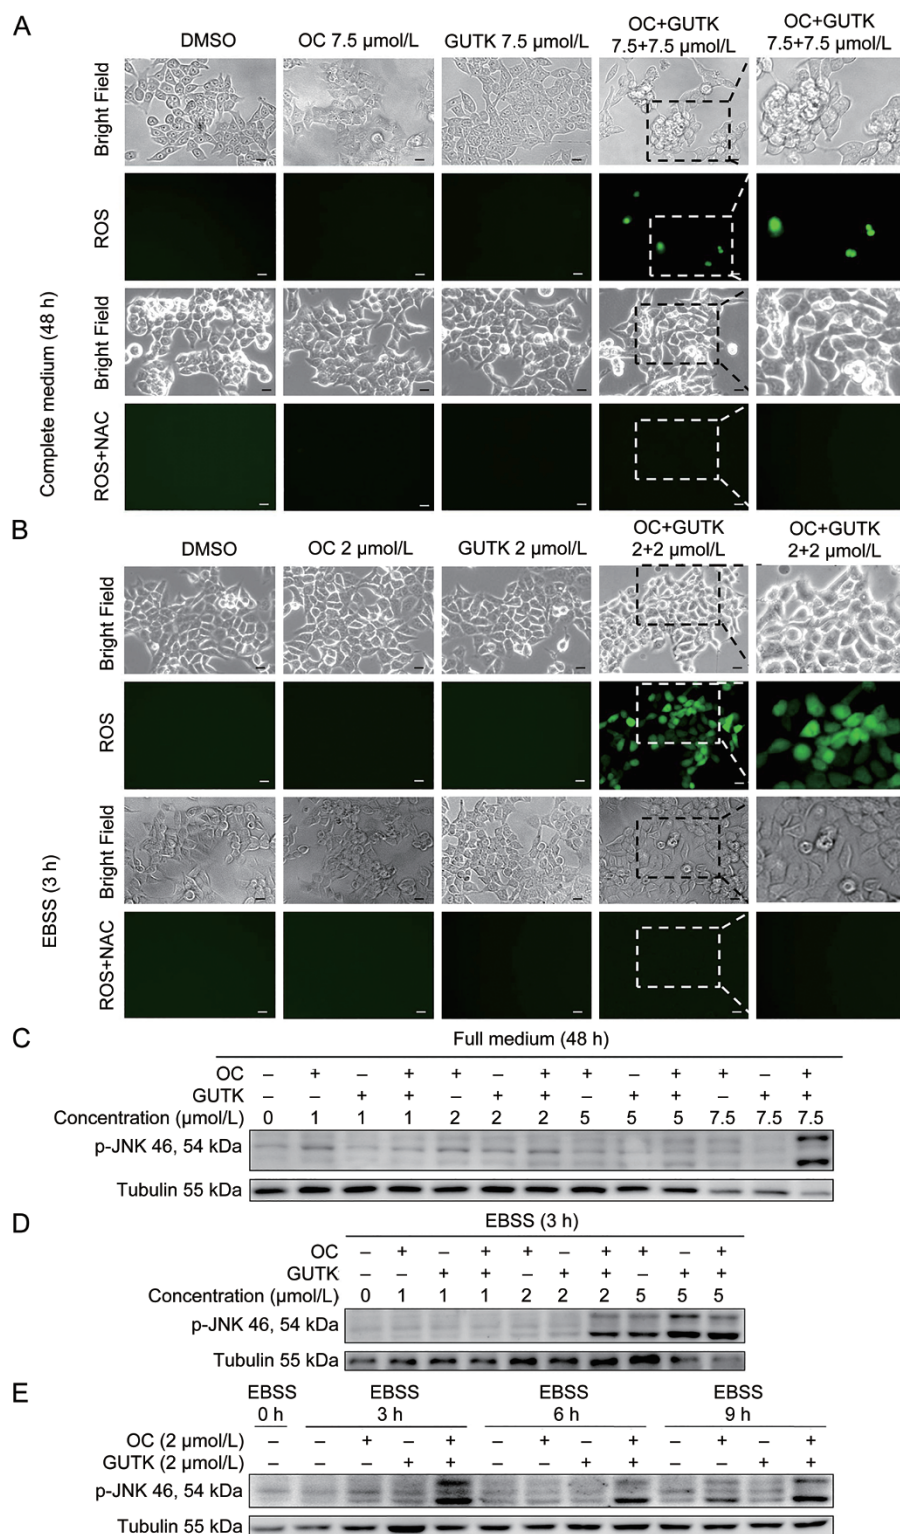 A
DMSO
OC 7.5 µmol/L
GUTK 7.5 µmol/L
OC+GUTK
7.5+7.5 µmol/L
OC+GUTK
7.5+7.5 µmol/L
Complete medium (48 h)
Bright Field
ROS
Bright Field
ROS+NAC
B
DMSO
OC 2 µmol/L
GUTK 2 µmol/L
OC+GUTK
2+2 µmol/L
OC+GUTK
2+2 µmol/L
EBSS (3 h)
Bright Field
ROS
Bright Field
ROS+NAC
C
Full medium (48 h)
OC – + – + + – + + – + + – +
GUTK – – + + – + + – + + – + +
Concentration (µmol/L) 0 1 1 1 2 2 2 5 5 5 7.5 7.5 7.5
p-JNK 46, 54 kDa
Tubulin 55 kDa
D
EBSS (3 h)
OC – + – + + – + + – +
GUTK – – + + – + + – + +
Concentration (µmol/L) 0 1 1 1 2 2 2 5 5 5
p-JNK 46, 54 kDa
Tubulin 55 kDa
E
EBSS EBSS EBSS EBSS
0 h 3 h 6 h 9 h
OC (2 µmol/L) – – + – + – + – + – + – +
GUTK (2 µmol/L) – – – + + – – + + – – + +
p-JNK 46, 54 kDa
Tubulin 55 kDa